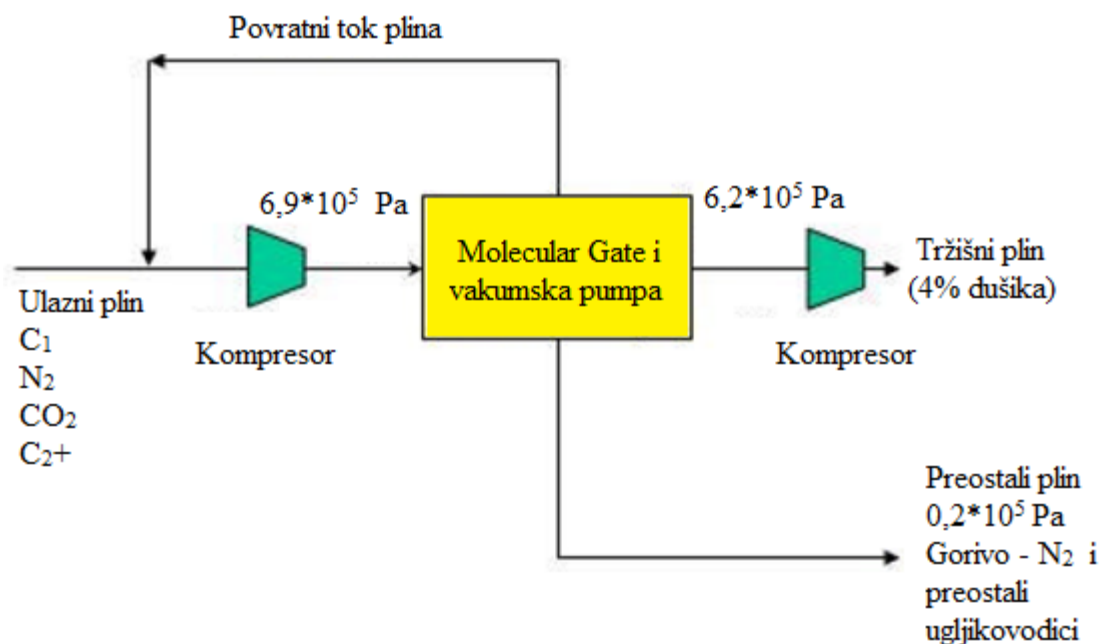 Povratni tok plina
6,9*10⁵ Pa
6,2*10⁵ Pa
Molecular Gate i
vakumska pumpa
Tržišni plin
(4% dušika)
Ulazni plin
C₁
N₂
CO₂
C₂+
Kompresor
Kompresor
Preostali plin
0,2*10⁵ Pa
Gorivo - N₂ i
preostali
ugljikovodici